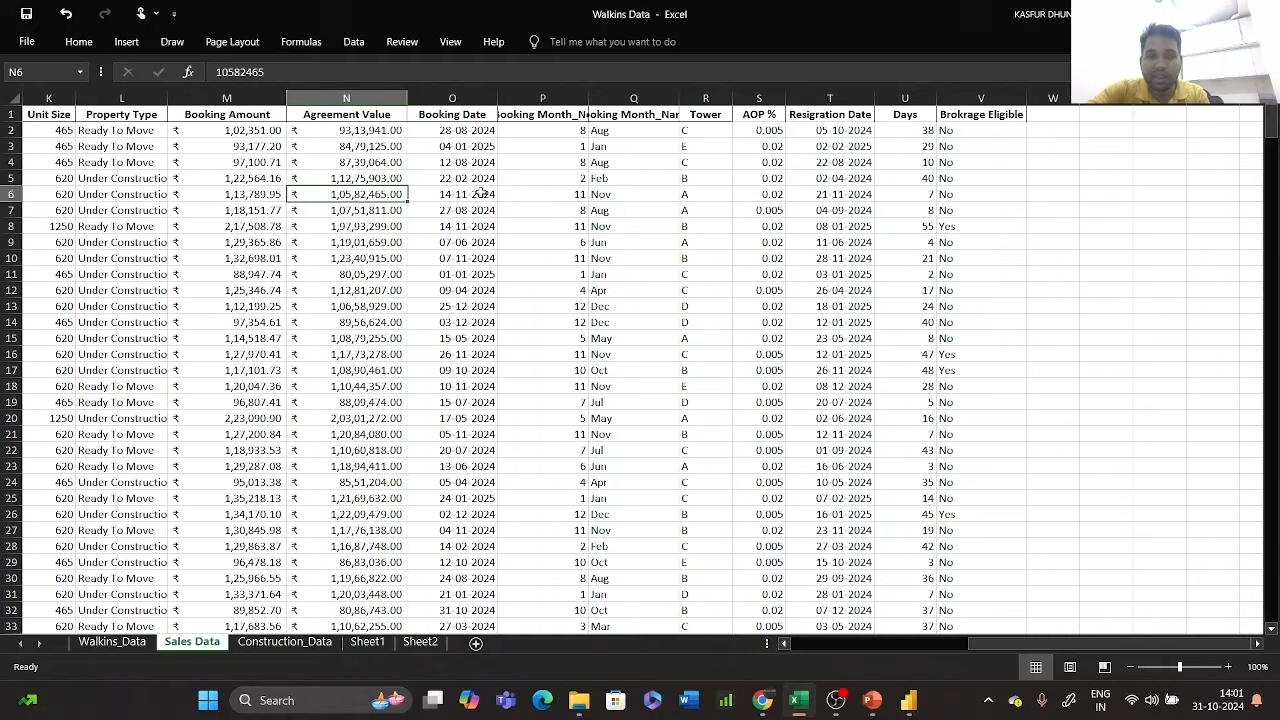 Walkins Data - Excel
KASFUR DHUN
File Home Insert Draw Page Layout Formulas Data Review View Help Tell me what you want to do
N6 fx 10582465
K L M N O P Q R S T U V W
1 Unit Size Property Type Booking Amount Agreement Value Booking Date Booking Month_N ooking Month_Nar Tower AOP % Resigration Date Days Brokrage Eligible
2 465 Ready To Move ₹ 1,02,351.00 ₹ 93,13,941.00 28-08-2024 8 Aug C 0.005 05-10-2024 38 No
3 465 Ready To Move ₹ 93,177.20 ₹ 84,79,125.00 04-01-2025 1 Jan E 0.02 02-02-2025 29 No
4 465 Ready To Move ₹ 97,100.71 ₹ 87,39,064.00 12-08-2024 8 Aug C 0.02 22-08-2024 10 No
5 620 Under Constructio ₹ 1,22,564.16 ₹ 1,12,75,903.00 22-02-2024 2 Feb B 0.02 02-04-2024 40 No
6 620 Under Constructio ₹ 1,13,789.95 ₹ 1,05,82,465.00 14-11-2024 11 Nov A 0.02 21-11-2024 7 No
7 620 Under Constructio ₹ 1,18,151.77 ₹ 1,07,51,811.00 27-08-2024 8 Aug A 0.005 04-09-2024 8 No
8 1250 Ready To Move ₹ 2,17,508.78 ₹ 1,97,93,299.00 14-11-2024 11 Nov B 0.02 08-01-2025 55 Yes
9 620 Under Constructio ₹ 1,29,365.86 ₹ 1,19,01,659.00 07-06-2024 6 Jun A 0.02 11-06-2024 4 No
10 620 Under Constructio ₹ 1,32,698.01 ₹ 1,23,40,915.00 07-11-2024 11 Nov B 0.02 28-11-2024 21 No
11 465 Under Constructio ₹ 88,947.74 ₹ 80,05,297.00 01-01-2025 1 Jan C 0.02 03-01-2025 2 No
12 620 Under Constructio ₹ 1,25,346.74 ₹ 1,12,81,207.00 09-04-2024 4 Apr C 0.005 26-04-2024 17 No
13 620 Under Constructio ₹ 1,12,199.25 ₹ 1,06,58,929.00 25-12-2024 12 Dec D 0.02 18-01-2025 24 No
14 465 Under Constructio ₹ 97,354.61 ₹ 89,56,624.00 03-12-2024 12 Dec D 0.02 12-01-2025 40 No
15 620 Under Constructio ₹ 1,14,518.47 ₹ 1,08,79,255.00 15-05-2024 5 May A 0.02 23-05-2024 8 No
16 620 Under Constructio ₹ 1,27,970.41 ₹ 1,17,73,278.00 26-11-2024 11 Nov C 0.02 12-01-2025 47 Yes
17 620 Under Constructio ₹ 1,17,101.73 ₹ 1,08,90,461.00 09-10-2024 10 Oct B 0.005 26-11-2024 48 Yes
18 620 Ready To Move ₹ 1,20,047.36 ₹ 1,10,44,357.00 10-11-2024 11 Nov E 0.02 08-12-2024 28 No
19 465 Ready To Move ₹ 96,807.41 ₹ 88,09,474.00 15-07-2024 7 Jul D 0.005 20-07-2024 5 No
20 1250 Under Constructio ₹ 2,23,090.90 ₹ 2,03,01,272.00 17-05-2024 5 May A 0.02 02-06-2024 16 No
21 620 Ready To Move ₹ 1,27,200.84 ₹ 1,20,84,080.00 05-11-2024 11 Nov B 0.005 12-11-2024 7 No
22 620 Ready To Move ₹ 1,18,933.53 ₹ 1,10,60,818.00 20-07-2024 7 Jul C 0.005 01-09-2024 43 No
23 620 Under Constructio ₹ 1,29,287.08 ₹ 1,18,94,411.00 13-06-2024 6 Jun A 0.02 16-06-2024 3 No
24 465 Under Constructio ₹ 95,013.38 ₹ 85,51,204.00 05-04-2024 4 Apr C 0.005 10-05-2024 35 No
25 620 Ready To Move ₹ 1,35,218.13 ₹ 1,21,69,632.00 24-01-2025 1 Jan C 0.02 07-02-2025 14 No
26 620 Under Constructio ₹ 1,34,170.10 ₹ 1,22,09,479.00 02-12-2024 12 Dec B 0.005 16-01-2025 45 Yes
27 620 Ready To Move ₹ 1,30,845.98 ₹ 1,17,76,138.00 04-11-2024 11 Nov B 0.02 23-11-2024 19 No
28 620 Under Constructio ₹ 1,29,863.87 ₹ 1,16,87,748.00 14-02-2024 2 Feb C 0.005 27-03-2024 42 No
29 465 Under Constructio ₹ 96,478.18 ₹ 86,83,036.00 12-10-2024 10 Oct E 0.005 15-10-2024 3 No
30 620 Ready To Move ₹ 1,25,966.55 ₹ 1,19,66,822.00 24-08-2024 8 Aug B 0.02 29-09-2024 36 No
31 620 Under Constructio ₹ 1,33,371.64 ₹ 1,20,03,448.00 21-01-2025 1 Jan D 0.02 28-01-2025 7 No
32 465 Under Constructio ₹ 89,852.70 ₹ 80,86,743.00 31-10-2024 10 Oct B 0.02 07-12-2024 37 No
33 620 Ready To Move ₹ 1,17,683.56 ₹ 1,10,62,255.00 27-03-2024 3 Mar C 0.005 03-05-2024 37 No
Walkins_Data Sales Data Construction_Data Sheet1 Sheet2
Ready 100%
Search ENG 14:01
IN 31-10-2024